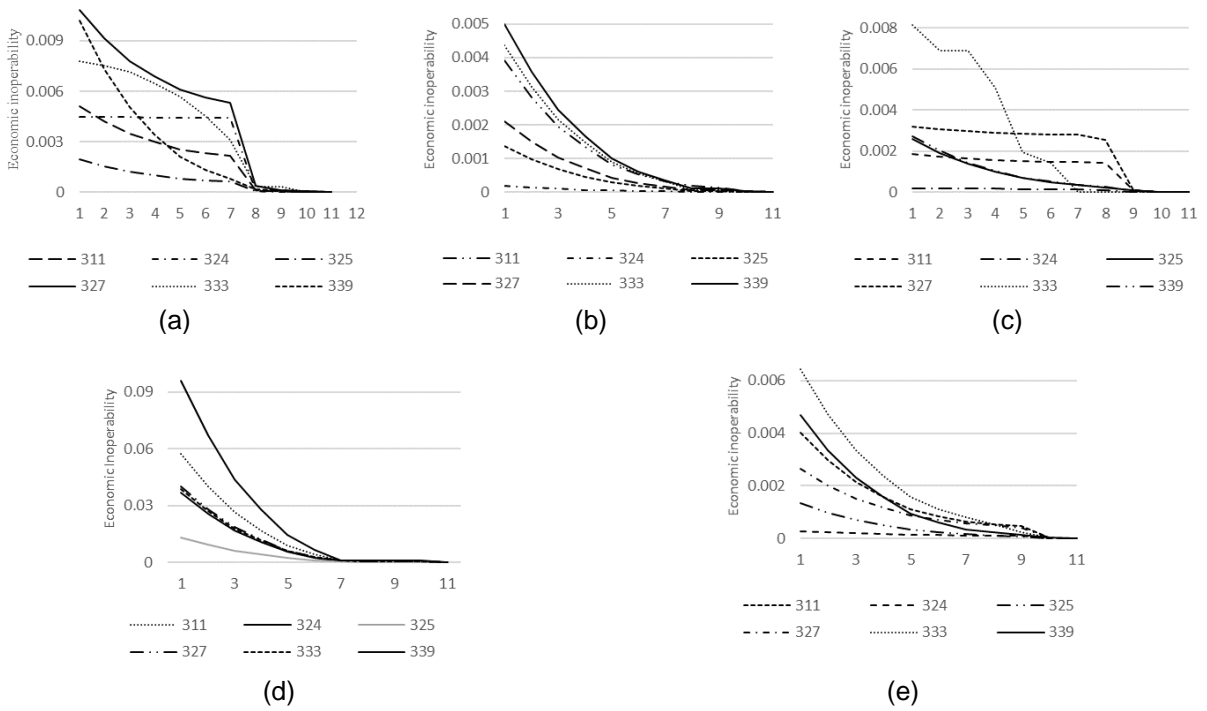 Economic inoperability
0.009
0.006
0.003
0
1 2 3 4 5 6 7 8 9 10 11 12
311 324 325
327 333 339
(a)
Economic inoperability
0.005
0.004
0.003
0.002
0.001
0
1 3 5 7 9 11
311 324 325
327 333 339
(b)
Economic inoperability
0.008
0.006
0.004
0.002
0
1 2 3 4 5 6 7 8 9 10 11
311 324 325
327 333 339
(c)
Economic Inoperability
0.09
0.06
0.03
0
1 3 5 7 9 11
311 324 325
327 333 339
(d)
Economic inoperability
0.006
0.004
0.002
0
1 3 5 7 9 11
311 324 325
327 333 339
(e)